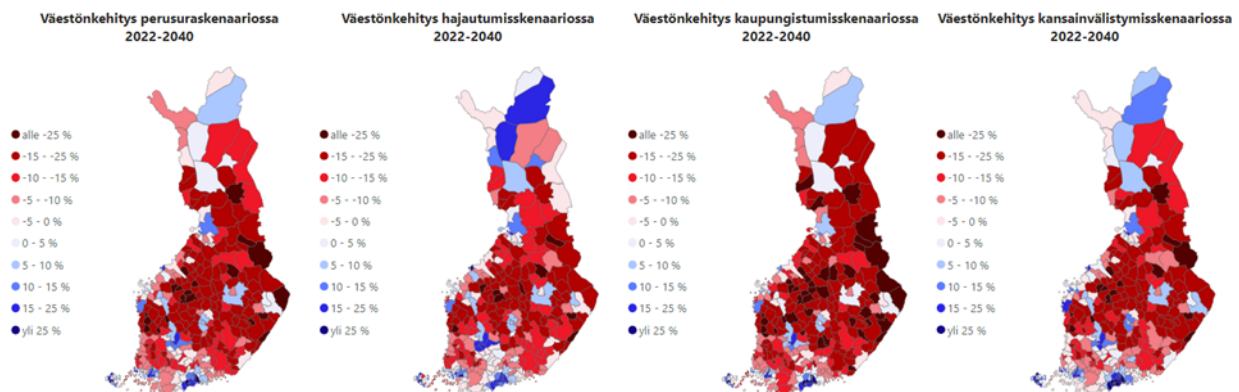 Väestönkehitys perusuraskenaariossa
2022-2040
alle -25 %
-15 - -25 %
-10 - -15 %
-5 - -10 %
-5 - 0 %
0 - 5 %
5 - 10 %
10 - 15 %
15 - 25 %
yli 25 %
Väestönkehitys hajautumisskenaariossa
2022-2040
alle -25 %
-15 - -25 %
-10 - -15 %
-5 - -10 %
-5 - 0 %
0 - 5 %
5 - 10 %
10 - 15 %
15 - 25 %
yli 25 %
Väestönkehitys kaupungistumisskenaariossa
2022-2040
alle -25 %
-15 - -25 %
-10 - -15 %
-5 - -10 %
-5 - 0 %
0 - 5 %
5 - 10 %
10 - 15 %
15 - 25 %
yli 25 %
Väestönkehitys kansainvälistymisskenaariossa
2022-2040
alle -25 %
-15 - -25 %
-10 - -15 %
-5 - -10 %
-5 - 0 %
0 - 5 %
5 - 10 %
10 - 15 %
15 - 25 %
yli 25 %